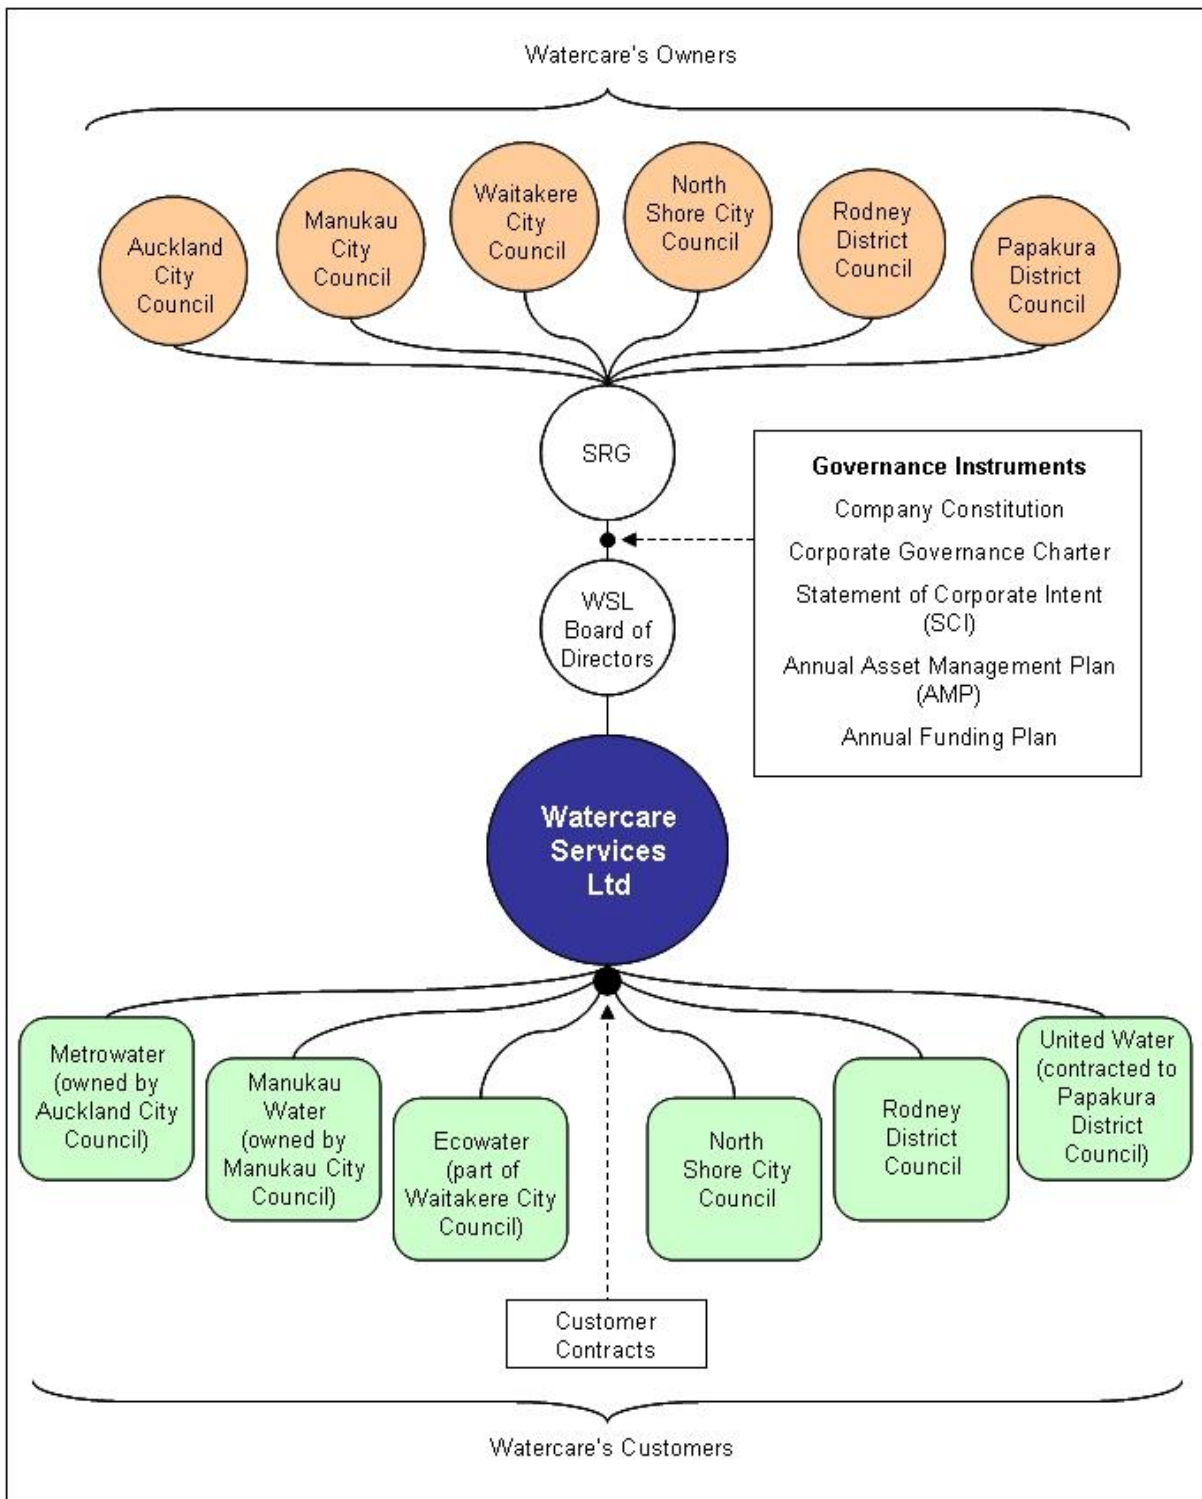 Watercare's Owners
Auckland
City
Council
Manukau
City
Council
Waitakere
City
Council
North
Shore City
Council
Rodney
District
Council
Papakura
District
Council
SRG
Governance Instruments
Company Constitution
Corporate Governance Charter
Statement of Corporate Intent
(SCI)
Annual Asset Management Plan
(AMP)
Annual Funding Plan
WSL
Board of
Directors
Watercare
Services
Ltd
Metrowater
(owned by
Auckland City
Council)
Manukau
Water
(owned by
Manukau City
Council)
Ecowater
(part of
Waitakere City
Council)
North
Shore City
Council
Rodney
District
Council
United Water
(contracted to
Papakura
District
Council)
Customer
Contracts
Watercare's Customers